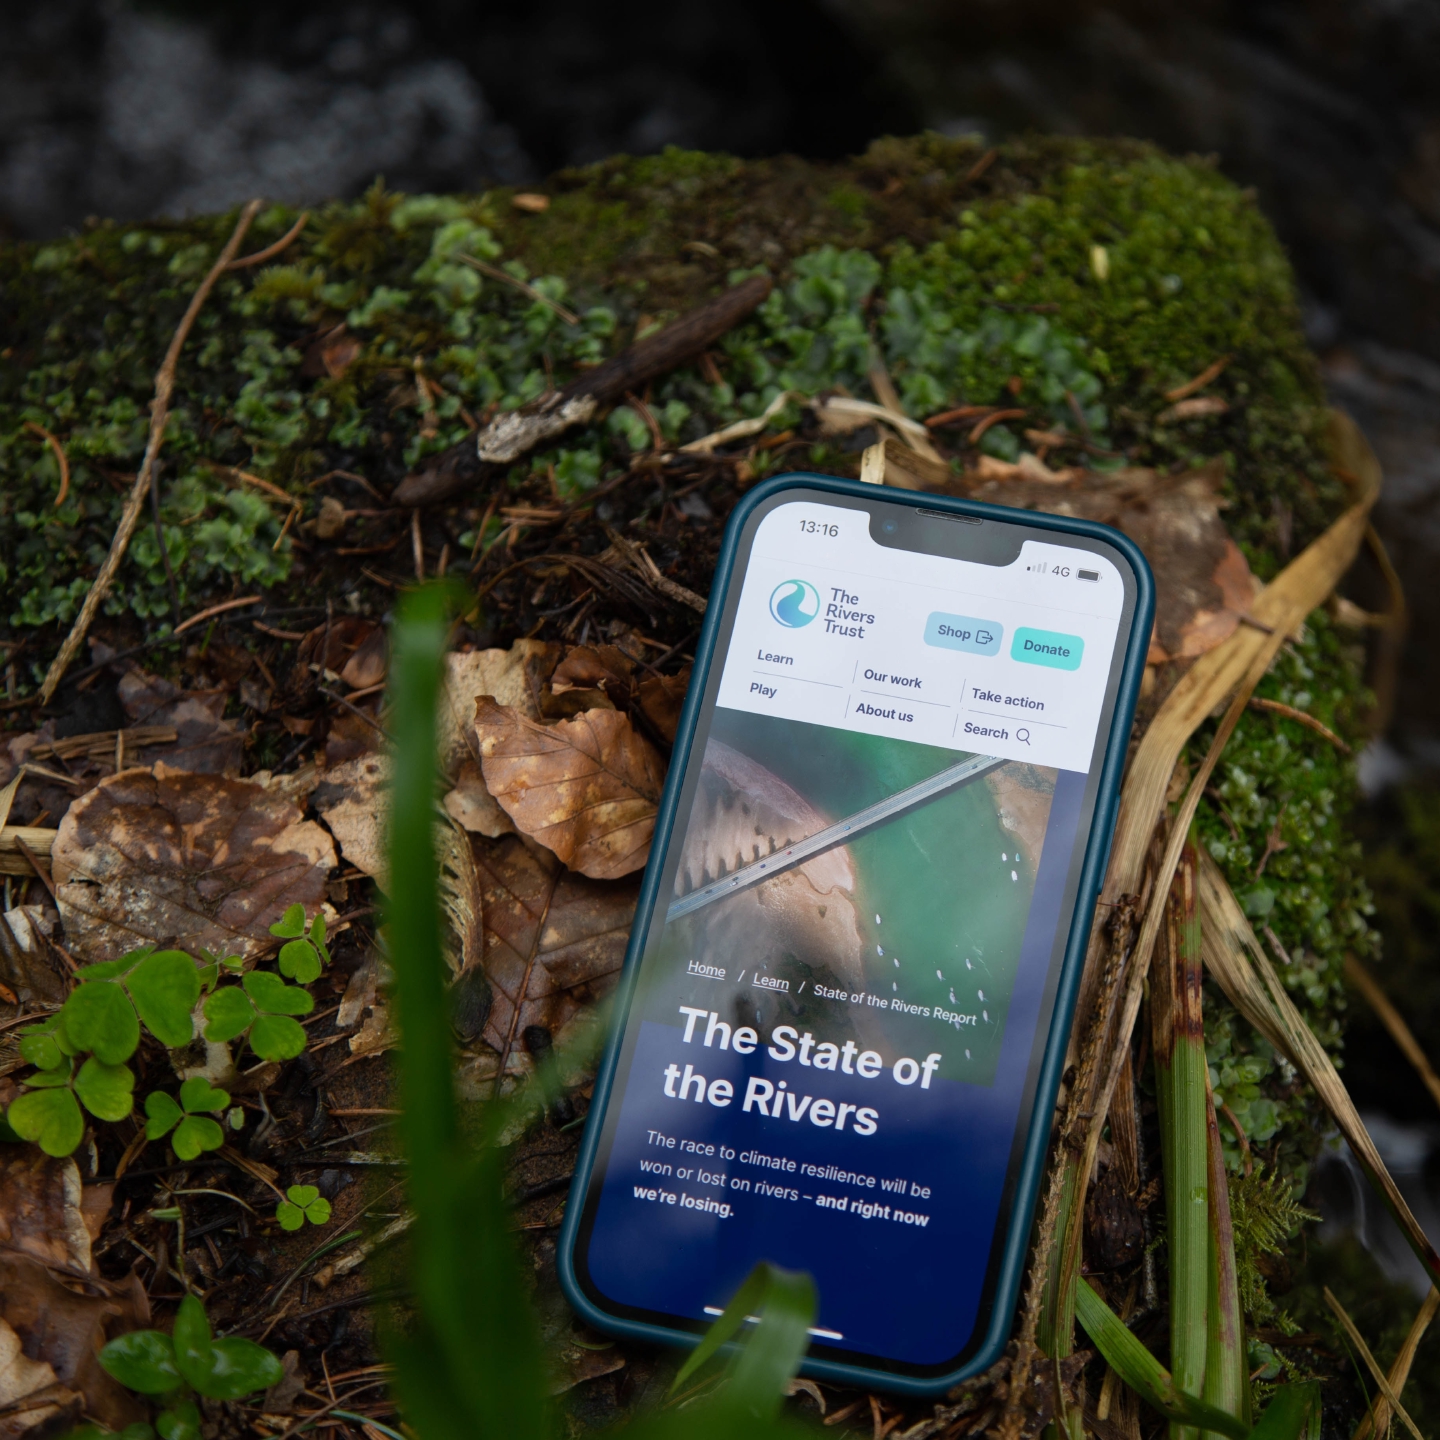 13:16
4G
The
Rivers
Trust
Shop
Donate
Learn
Our work
Take action
Play
About us
Search
Home / Learn / State of the Rivers Report
The State of
the Rivers
The race to climate resilience will be
won or lost on rivers – and right now
we're losing.